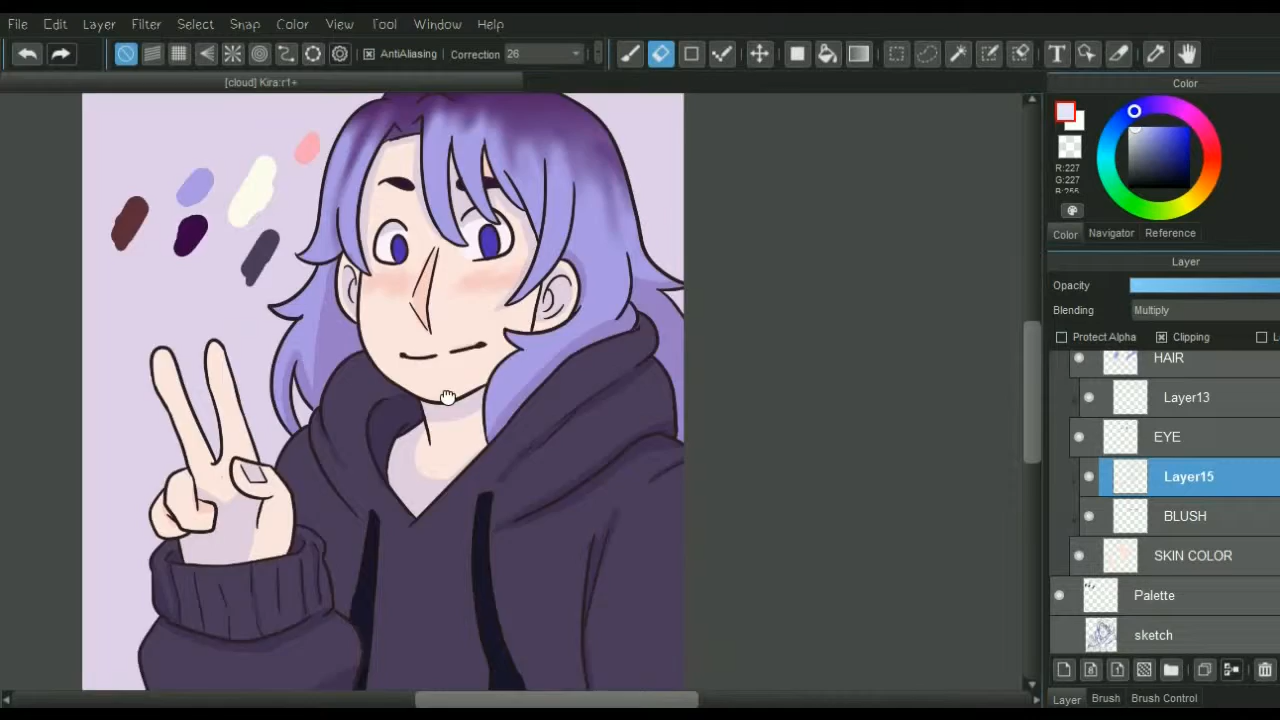 File Edit Layer Filter Select Snap Color View Tool Window Help
AntiAliasing Correction 26
[cloud] Kira:r1+
Color
R:227
G:227
B:255
Color Navigator Reference
Layer
Opacity
Blending Multiply
Protect Alpha Clipping L
HAIR
Layer13
EYE
Layer15
BLUSH
SKIN COLOR
Palette
sketch
Layer Brush Brush Control